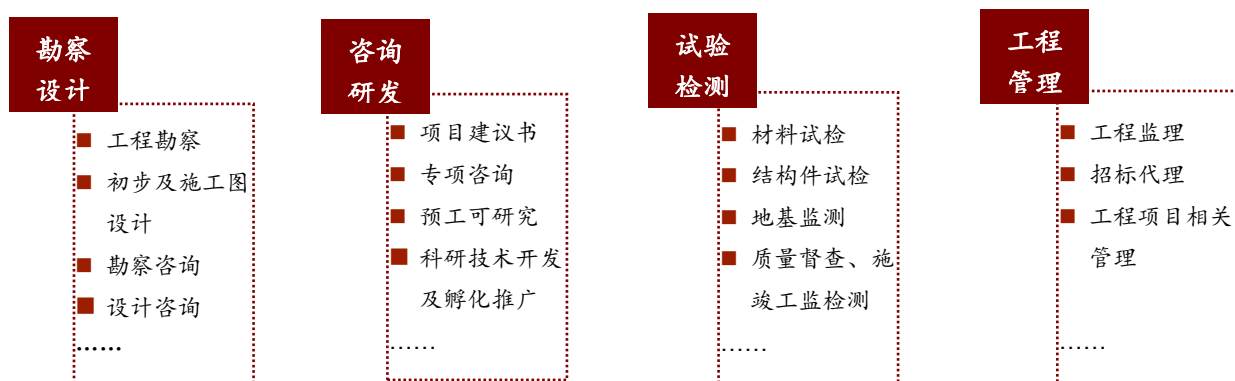 勘察
设计
工程勘察
初步及施工图
设计
勘察咨询
设计咨询
……
咨询
研发
项目建议书
专项咨询
预工可研究
科研技术开发
及孵化推广
……
试验
检测
材料试检
结构件试检
地基监测
质量督查、施
竣工监检测
……
工程
管理
工程监理
招标代理
工程项目相关
管理
……